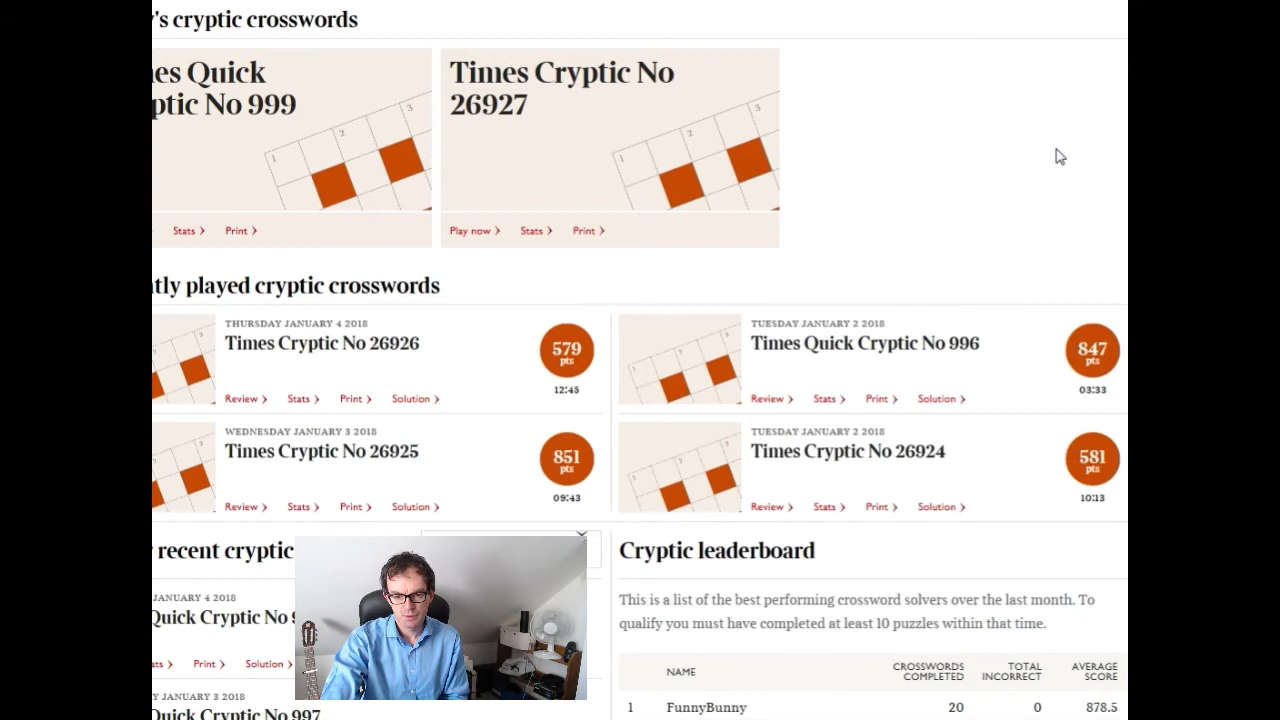 y's cryptic crosswords
nes Quick
ptic No 999
Times Cryptic No
26927
1 2 3
1 2 3
Stats > Print >
Play now > Stats > Print >
tly played cryptic crosswords
THURSDAY JANUARY 4 2018
Times Cryptic No 26926
579
pts
12:45
Review > Stats > Print > Solution >
TUESDAY JANUARY 2 2018
Times Quick Cryptic No 996
847
pts
03:33
Review > Stats > Print > Solution >
WEDNESDAY JANUARY 3 2018
Times Cryptic No 26925
851
pts
09:43
Review > Stats > Print > Solution >
TUESDAY JANUARY 2 2018
Times Cryptic No 26924
581
pts
10:13
Review > Stats > Print > Solution >
r recent cryptic
JANUARY 4 2018
Quick Cryptic No
ats > Print > Solution >
Y JANUARY 3 2018
Quick Cryptic No 997
Cryptic leaderboard
This is a list of the best performing crossword solvers over the last month. To
qualify you must have completed at least 10 puzzles within that time.
NAME
CROSSWORDS
COMPLETED
TOTAL
INCORRECT
AVERAGE
SCORE
1 FunnyBunny 20 0 878.5